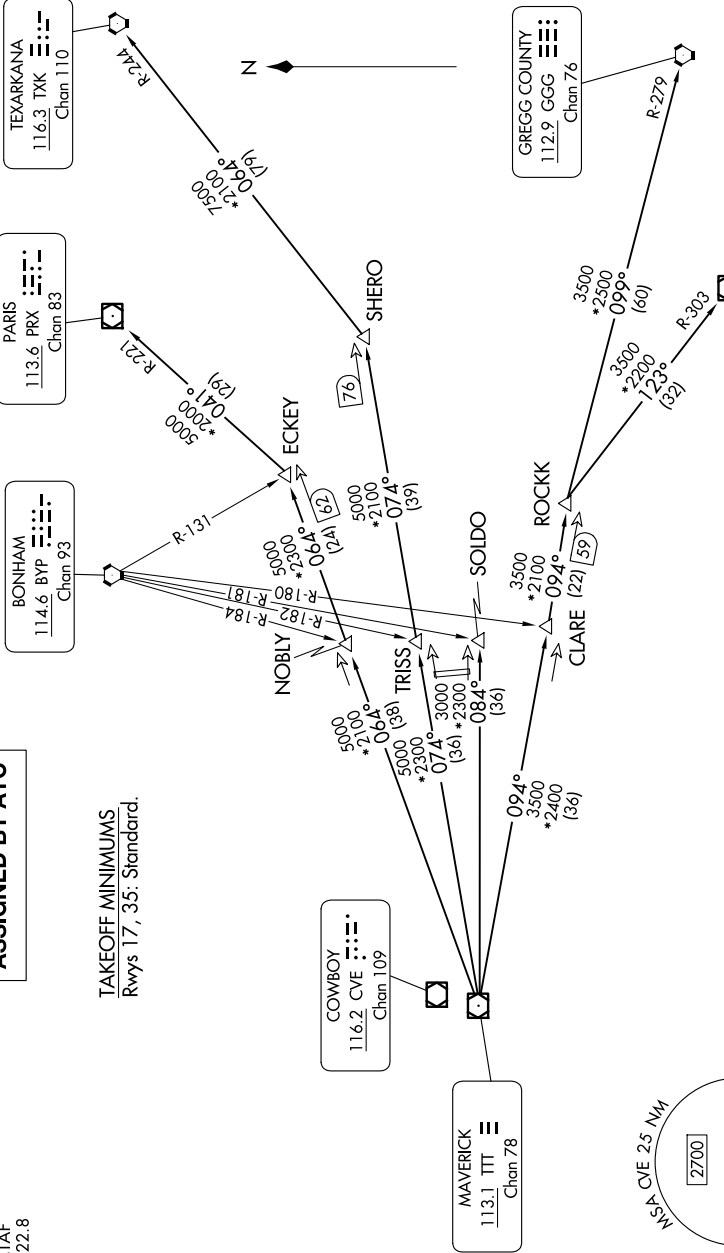 TEXARKANA
116.3 TXK
Chan 110
PARIS
113.6 PRX
Chan 83
BONHAM
114.6 BYP
Chan 93
GREGG COUNTY
112.9 GGG
Chan 76
COWBOY
116.2 CVE
Chan 109
MAVERICK
113.1 TTT
Chan 78
N
ASSIGNED BY ATC
TAKEOFF MINIMUMS
Rwys 17, 35: Standard.
22.8
R-244
7500
*2100
064°
(79)
R-221
5000
*2000
041°
(29)
ECKEY
SHERO
76
R-131
R-184
R-182
R-181
R-180
62
5000
*2300
064°
(24)
NOBLY
5000
*2100
074°
(39)
TRISS
SOLDO
5000
*2100
064°
(38)
5000
*2300
074°
(36)
3000
*2300
084°
(36)
094°
3500
*2400
(36)
CLARE
3500
*2100
094°
(22)
59
ROCKK
3500
*2500
099°
(60)
R-279
3500
*2200
123°
(32)
R-303
MSA CVE 25 NM
2700